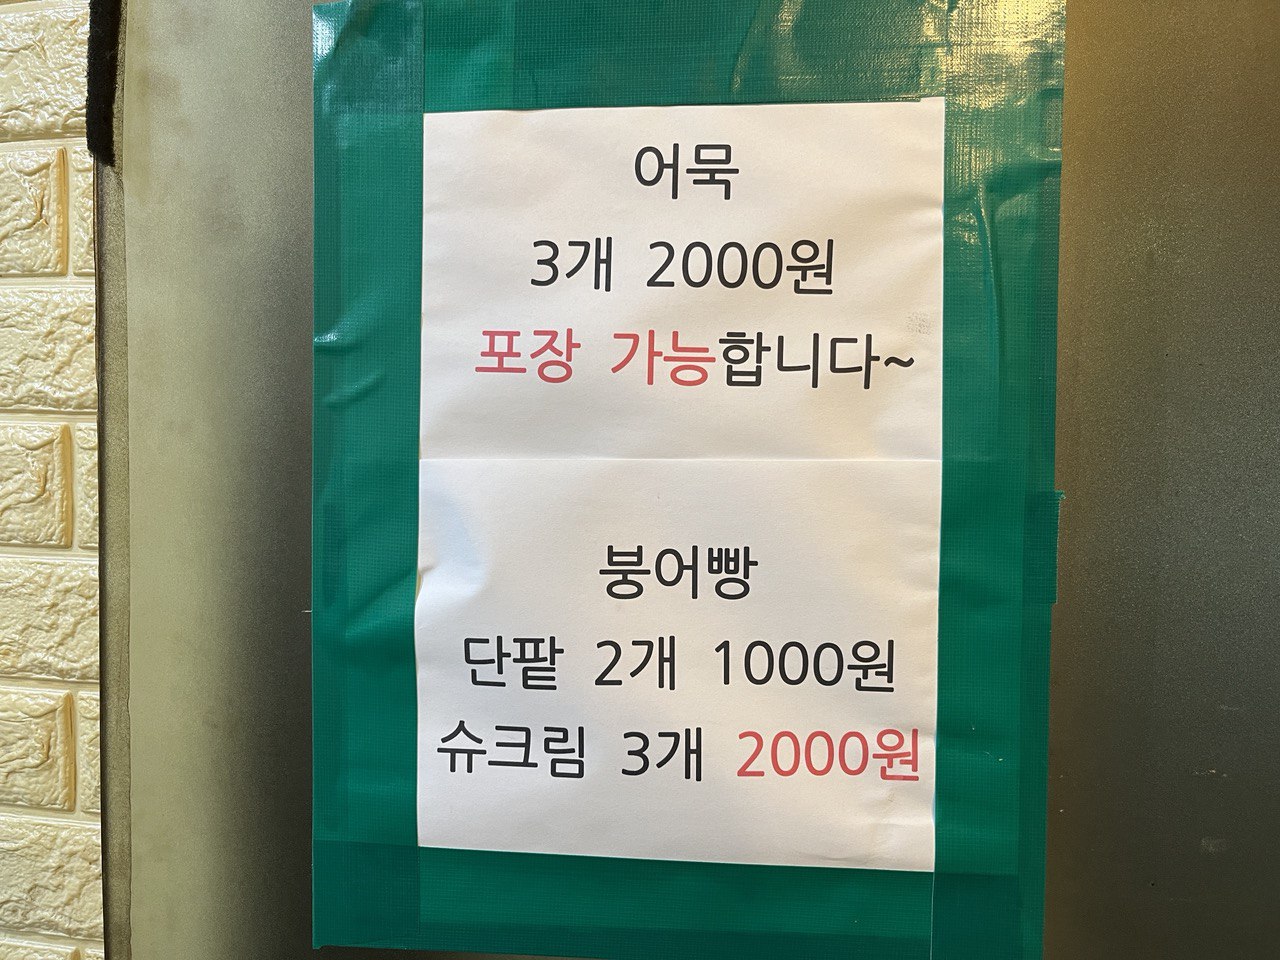 어묵
3개 2000원
포장 가능합니다~
붕어빵
단팥 2개 1000원
슈크림 3개 2000원